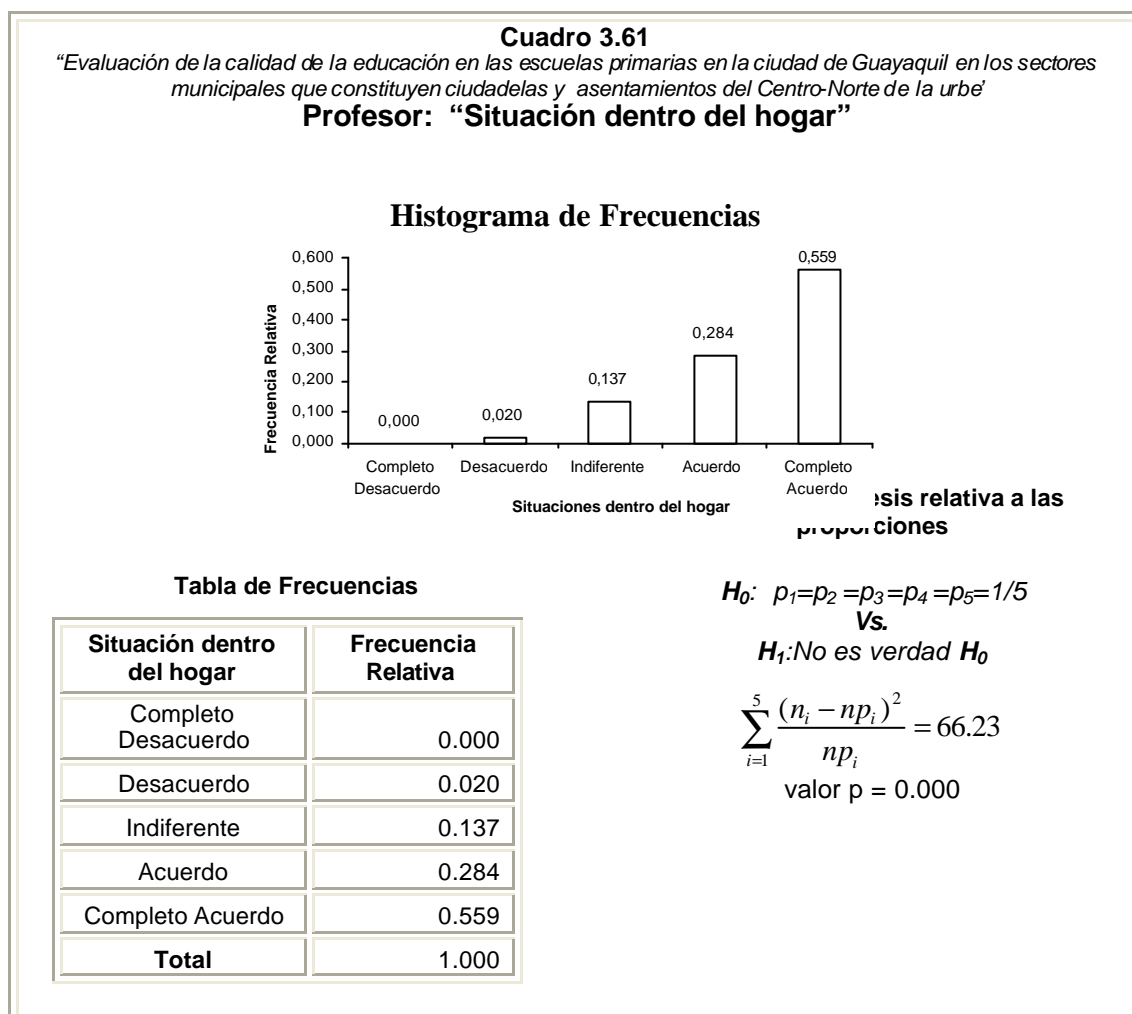 Cuadro 3.61
“Evaluación de la calidad de la educación en las escuelas primarias en la ciudad de Guayaquil en los sectores
municipales que constituyen ciudadelas y asentamientos del Centro-Norte de la urbe”
Profesor: “Situación dentro del hogar”
Histograma de Frecuencias
Frecuencia Relativa
0,600
0,500
0,400
0,300
0,200
0,100
0,000
0,000
0,020
0,137
0,284
0,559
Completo
Desacuerdo
Desacuerdo
Indiferente
Acuerdo
Completo
Acuerdo
Situaciones dentro del hogar
esis relativa a las
proporciones
Tabla de Frecuencias
Situación dentro
del hogar
Frecuencia
Relativa
Completo
Desacuerdo
0.000
Desacuerdo
0.020
Indiferente
0.137
Acuerdo
0.284
Completo Acuerdo
0.559
Total
1.000
H₀: p₁=p₂ =p₃=p₄ =p₅=1/5
Vs.
H₁:No es verdad H₀
∑_{i=1}^{5} (n_i − np_i)² / np_i = 66.23
valor p = 0.000